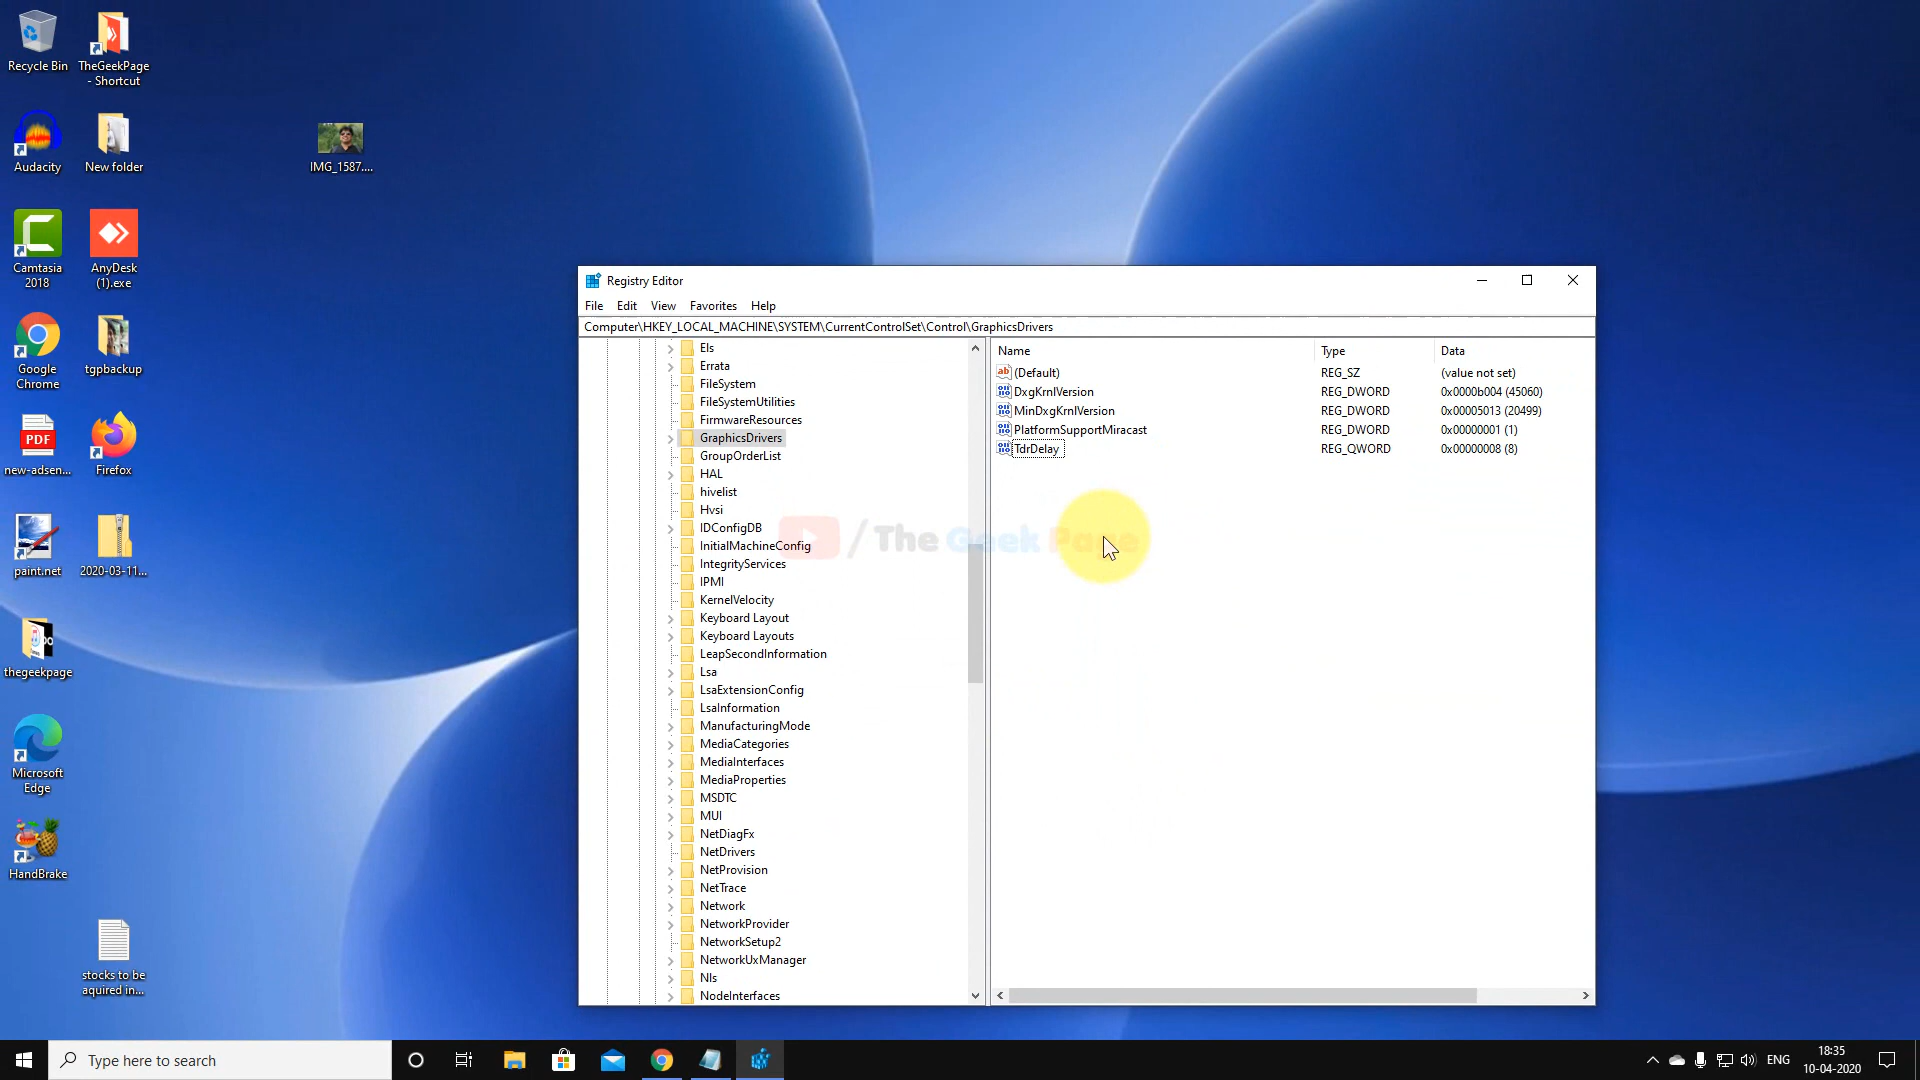 Recycle Bin
TheGeekPage
- Shortcut
Audacity
New folder
IMG_1587....
Camtasia
2018
AnyDesk
(1).exe
Google
Chrome
tgpbackup
PDF
new-adsen...
Firefox
paint.net
2020-03-11...
thegeekpage
Microsoft
Edge
HandBrake
stocks to be
aquired in...
Registry Editor
File Edit View Favorites Help
Computer\HKEY_LOCAL_MACHINE\SYSTEM\CurrentControlSet\Control\GraphicsDrivers
Els
Errata
FileSystem
FileSystemUtilities
FirmwareResources
GraphicsDrivers
GroupOrderList
HAL
hivelist
Hvsi
IDConfigDB
InitialMachineConfig
IntegrityServices
IPMI
KernelVelocity
Keyboard Layout
Keyboard Layouts
LeapSecondInformation
Lsa
LsaExtensionConfig
LsaInformation
ManufacturingMode
MediaCategories
MediaInterfaces
MediaProperties
MSDTC
MUI
NetDiagFx
NetDrivers
NetProvision
NetTrace
Network
NetworkProvider
NetworkSetup2
NetworkUxManager
Nls
NodeInterfaces
Name Type Data
ab (Default) REG_SZ (value not set)
DxgKrnlVersion REG_DWORD 0x0000b004 (45060)
MinDxgKrnlVersion REG_DWORD 0x00005013 (20499)
PlatformSupportMiracast REG_DWORD 0x00000001 (1)
TdrDelay REG_QWORD 0x00000008 (8)
/ The Geek Page
Type here to search
ENG
18:35
10-04-2020